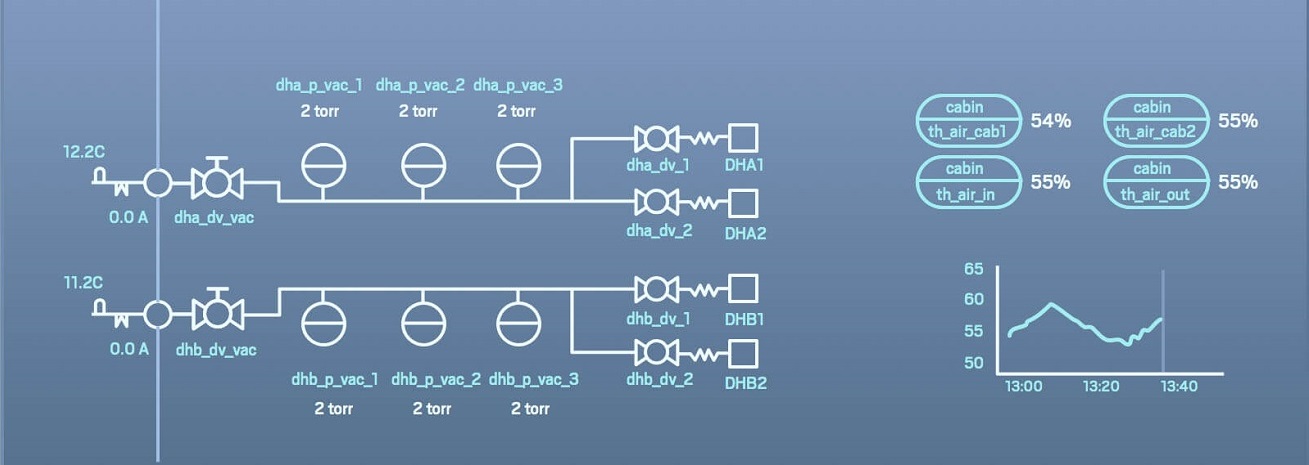 dha_p_vac_1 dha_p_vac_2 dha_p_vac_3
2 torr 2 torr 2 torr
12.2C
0.0 A dha_dv_vac
dha_dv_1 DHA1
dha_dv_2 DHA2
11.2C
0.0 A dhb_dv_vac
dhb_dv_1 DHB1
dhb_dv_2 DHB2
dhb_p_vac_1 dhb_p_vac_2 dhb_p_vac_3
2 torr 2 torr 2 torr
cabin
th_air_cab1 54%
cabin
th_air_cab2 55%
cabin
th_air_in 55%
cabin
th_air_out 55%
65
60
55
50
13:00 13:20 13:40